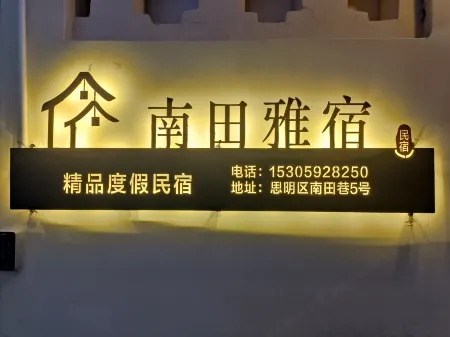 南田雅宿
民宿
精品度假民宿
电话：15305928250
地址：思明区南田巷5号